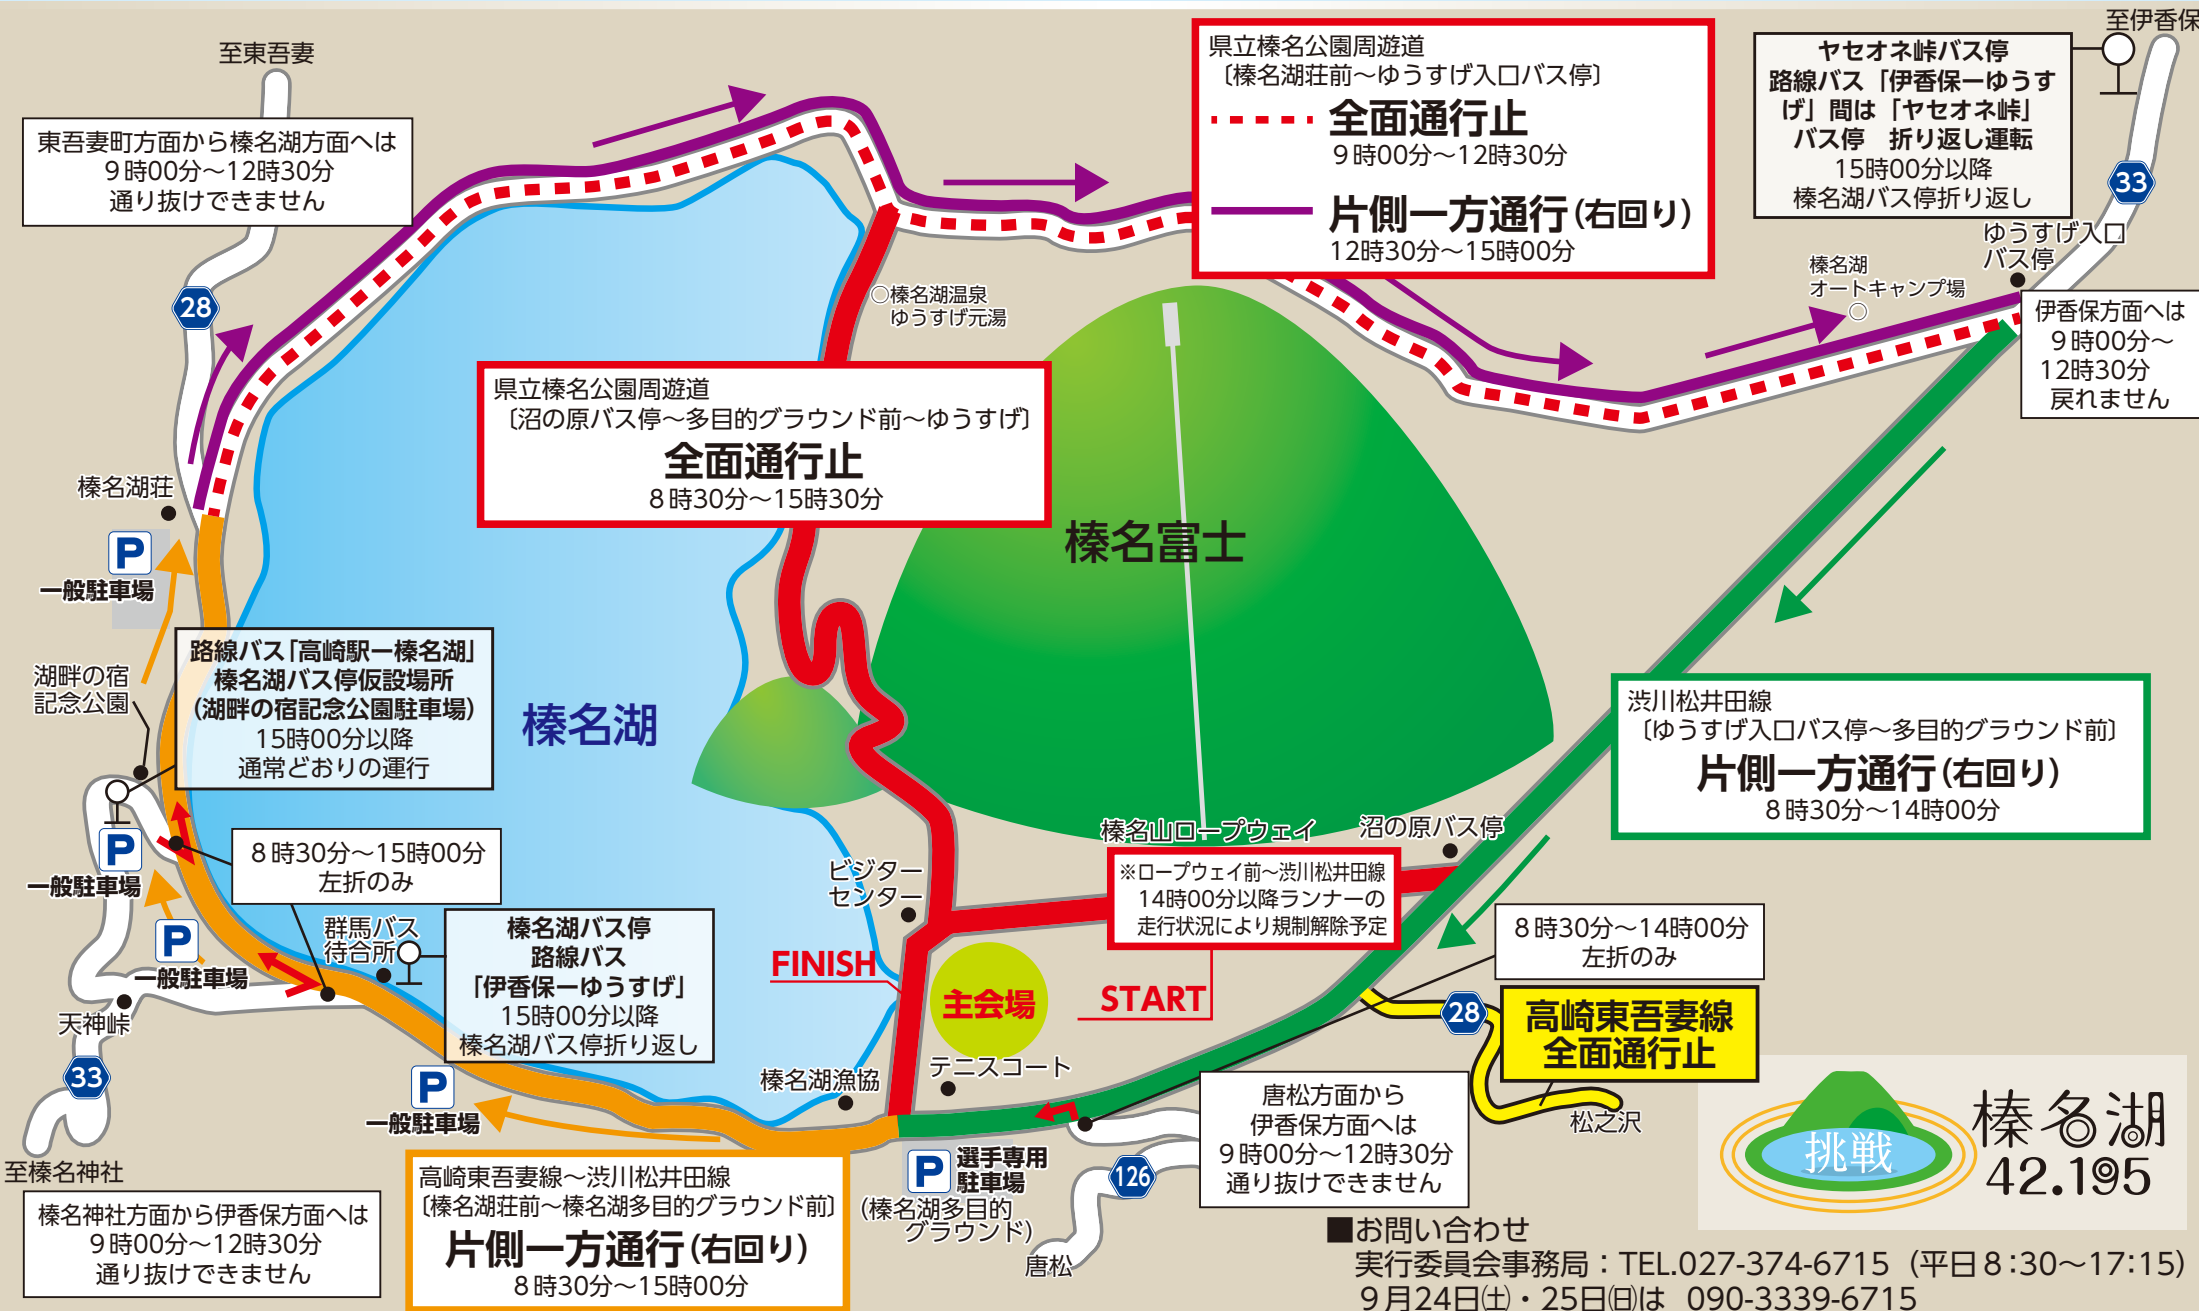 至東吾妻
東吾妻町方面から榛名湖方面へは
9時00分〜12時30分
通り抜けできません
28
県立榛名公園周遊道
〔榛名湖荘前〜ゆうすげ入口バス停〕
全面通行止
9時00分〜12時30分
片側一方通行(右回り)
12時30分〜15時00分
至伊香保
ヤセオネ峠バス停
路線バス「伊香保ーゆうす
げ」間は「ヤセオネ峠」
バス停 折り返し運転
15時00分以降
榛名湖バス停折り返し
33
ゆうすげ入口
バス停
榛名湖
オートキャンプ場
伊香保方面へは
9時00分〜
12時30分
戻れません
○榛名湖温泉
ゆうすげ元湯
県立榛名公園周遊道
〔沼の原バス停〜多目的グラウンド前〜ゆうすげ〕
全面通行止
8時30分〜15時30分
榛名富士
榛名湖荘
P
一般駐車場
湖畔の宿
記念公園
路線バス「高崎駅ー榛名湖」
榛名湖バス停仮設場所
(湖畔の宿記念公園駐車場)
15時00分以降
通常どおりの運行
榛名湖
渋川松井田線
〔ゆうすげ入口バス停〜多目的グラウンド前〕
片側一方通行(右回り)
8時30分〜14時00分
P
一般駐車場
8時30分〜15時00分
左折のみ
P
一般駐車場
群馬バス
待合所
榛名湖バス停
路線バス
「伊香保ーゆうすげ」
15時00分以降
榛名湖バス停折り返し
ビジター
センター
榛名山ロープウェイ
沼の原バス停
※ロープウェイ前〜渋川松井田線
14時00分以降ランナーの
走行状況により規制解除予定
FINISH
主会場
START
8時30分〜14時00分
左折のみ
28
高崎東吾妻線
全面通行止
松之沢
天神峠
33
至榛名神社
榛名神社方面から伊香保方面へは
9時00分〜12時30分
通り抜けできません
P
一般駐車場
榛名湖漁協
テニスコート
高崎東吾妻線〜渋川松井田線
〔榛名湖荘前〜榛名湖多目的グラウンド前〕
片側一方通行(右回り)
8時30分〜15時00分
P
選手専用
駐車場
(榛名湖多目的
グラウンド)
126
唐松
唐松方面から
伊香保方面へは
9時00分〜12時30分
通り抜けできません
挑戦
榛名湖
42.195
■お問い合わせ
実行委員会事務局：TEL.027-374-6715 (平日8:30〜17:15)
9月24日㈯・25日㈰は 090-3339-6715